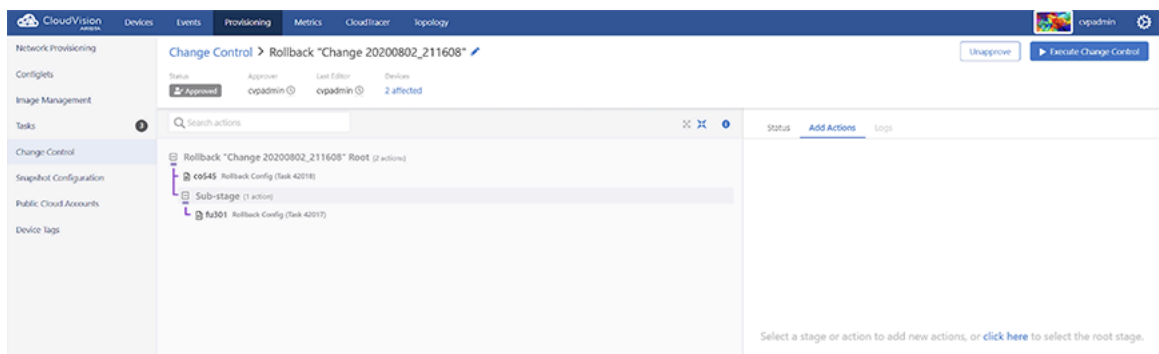 CloudVision
ARISTA
Devices Events Provisioning Metrics CloudTracer Topology cvpadmin
Network Provisioning
Configlets
Image Management
Tasks 3
Change Control
Snapshot Configuration
Public Cloud Accounts
Device Tags
Change Control > Rollback "Change 20200802_211608"
Unapprove Execute Change Control
Status Approver Last Editor Devices
Approved cvpadmin cvpadmin 2 affected
Search actions
Status Add Actions Logs
Rollback "Change 20200802_211608" Root (2 actions)
co545 Rollback Config (Task 42018)
Sub-stage (1 action)
fu301 Rollback Config (Task 42017)
Select a stage or action to add new actions, or click here to select the root stage.